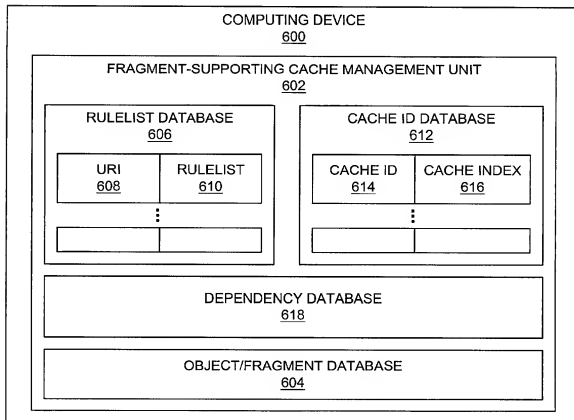 COMPUTING DEVICE
600
FRAGMENT-SUPPORTING CACHE MANAGEMENT UNIT
602
RULELIST DATABASE
606
URI
608
RULELIST
610
CACHE ID DATABASE
612
CACHE ID
614
CACHE INDEX
616
DEPENDENCY DATABASE
618
OBJECT/FRAGMENT DATABASE
604